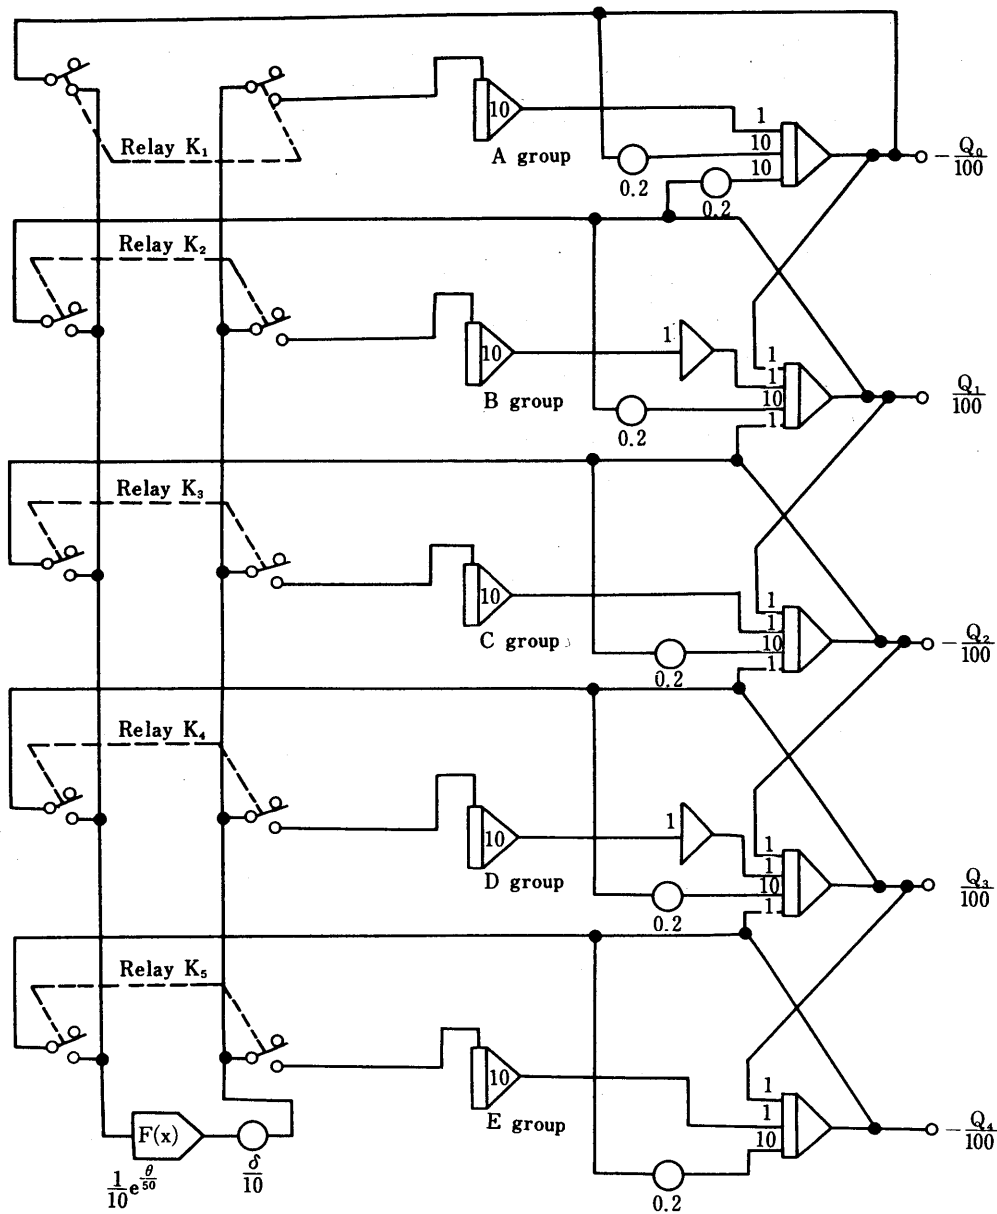 Relay K₁
10
A group
1
10
10
0.2
0.2
-Q₀/100
Relay K₂
10
B group
1
1
1
10
1
0.2
Q₁/100
Relay K₃
10
C group
1
1
10
1
0.2
-Q₂/100
Relay K₄
10
D group
1
1
1
10
1
0.2
Q₃/100
Relay K₅
10
E group
1
1
10
0.2
-Q₄/100
F(x)
1/10 e^θ/50
δ/10